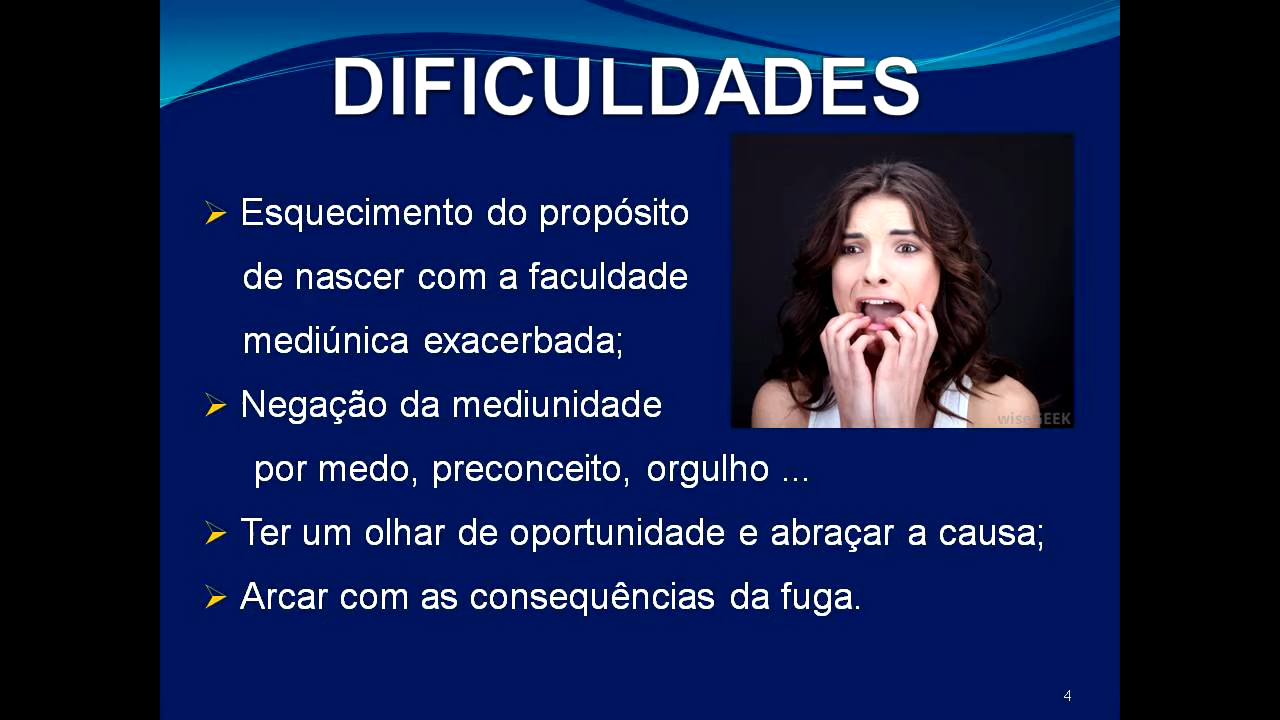 DIFICULDADES
Esquecimento do propósito
de nascer com a faculdade
mediúnica exacerbada;
Negação da mediunidade
por medo, preconceito, orgulho ...
Ter um olhar de oportunidade e abraçar a causa;
Arcar com as consequências da fuga.
wiseGEEK
4